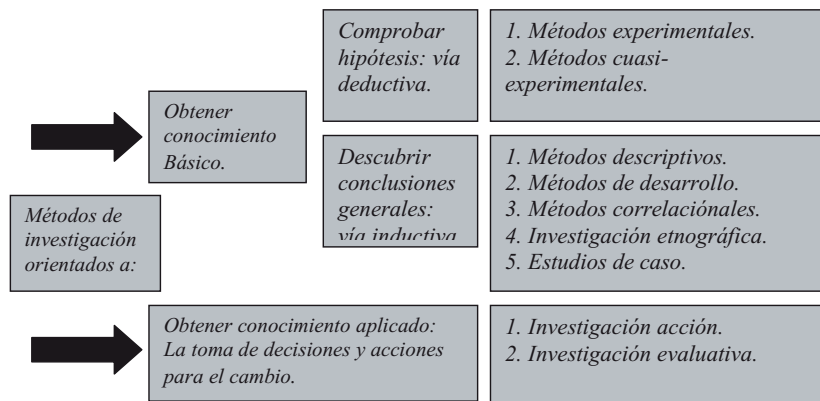 Comprobar
hipótesis: vía
deductiva.
1. Métodos experimentales.
2. Métodos cuasi-
experimentales.
Obtener
conocimiento
Básico.
Descubrir
conclusiones
generales:
vía inductiva
1. Métodos descriptivos.
2. Métodos de desarrollo.
3. Métodos correlaciónales.
4. Investigación etnográfica.
5. Estudios de caso.
Métodos de
investigación
orientados a:
Obtener conocimiento aplicado:
La toma de decisiones y acciones
para el cambio.
1. Investigación acción.
2. Investigación evaluativa.